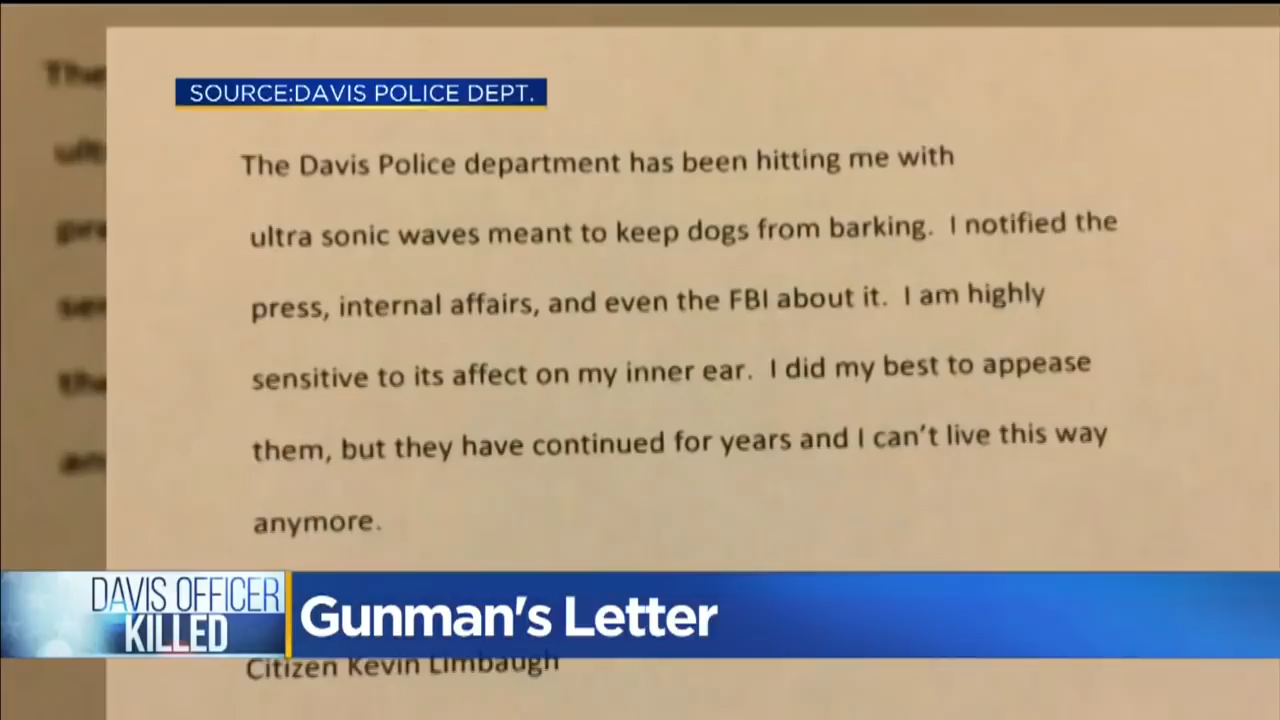 SOURCE:DAVIS POLICE DEPT.
The Davis Police department has been hitting me with
ultra sonic waves meant to keep dogs from barking. I notified the
press, internal affairs, and even the FBI about it. I am highly
sensitive to its affect on my inner ear. I did my best to appease
them, but they have continued for years and I can't live this way
anymore.
DAVIS OFFICER
KILLED
Gunman's Letter
Citizen Kevin Limbaugh